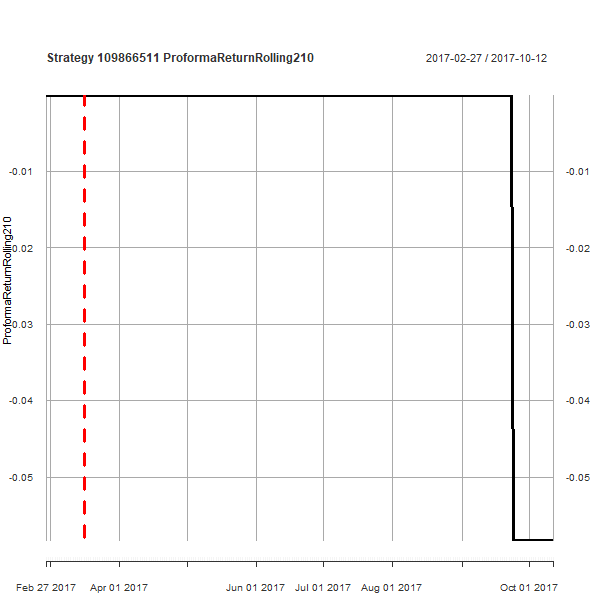 Strategy 109866511 ProformaReturnRolling210
2017-02-27 / 2017-10-12
-0.01
-0.01
-0.02
-0.02
-0.03
-0.03
-0.04
-0.04
-0.05
-0.05
ProformaReturnRolling210
Feb 27 2017
Apr 01 2017
Jun 01 2017
Jul 01 2017
Aug 01 2017
Oct 01 2017